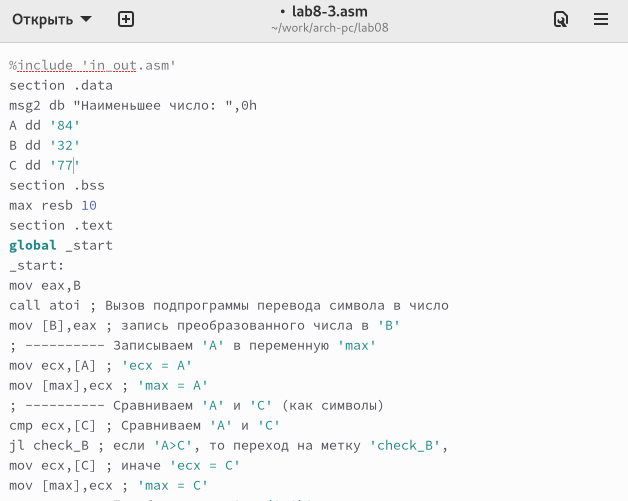 Открыть
• lab8-3.asm
~/work/arch-pc/lab08
%include 'in_out.asm'
section .data
msg2 db "Наименьшее число: ",0h
A dd '84'
B dd '32'
C dd '77'
section .bss
max resb 10
section .text
global _start
_start:
mov eax,B
call atoi ; Вызов подпрограммы перевода символа в число
mov [B],eax ; запись преобразованного числа в 'B'
; ---------- Записываем 'A' в переменную 'max'
mov ecx,[A] ; 'ecx = A'
mov [max],ecx ; 'max = A'
; ---------- Сравниваем 'A' и 'C' (как символы)
cmp ecx,[C] ; Сравниваем 'A' и 'C'
jl check_B ; если 'A>C', то переход на метку 'check_B',
mov ecx,[C] ; иначе 'ecx = C'
mov [max],ecx ; 'max = C'